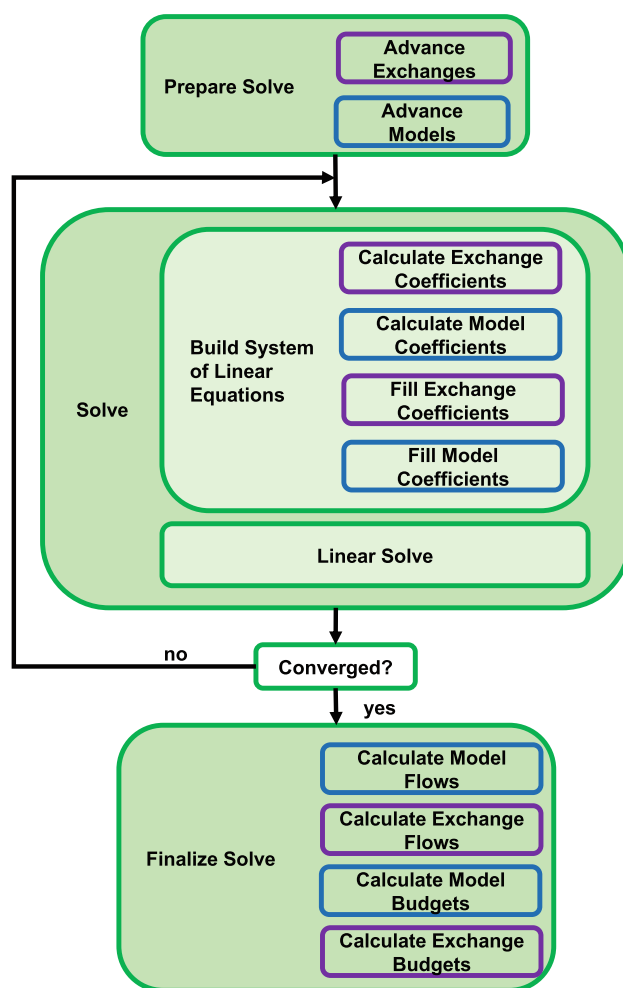 Advance
Exchanges
Prepare Solve
Advance
Models
Calculate Exchange
Coefficients
Calculate Model
Coefficients
Build System
of Linear
Equations
Fill Exchange
Coefficients
Solve
Fill Model
Coefficients
Linear Solve
no
Converged?
yes
Calculate Model
Flows
Calculate Exchange
Flows
Finalize Solve
Calculate Model
Budgets
Calculate Exchange
Budgets